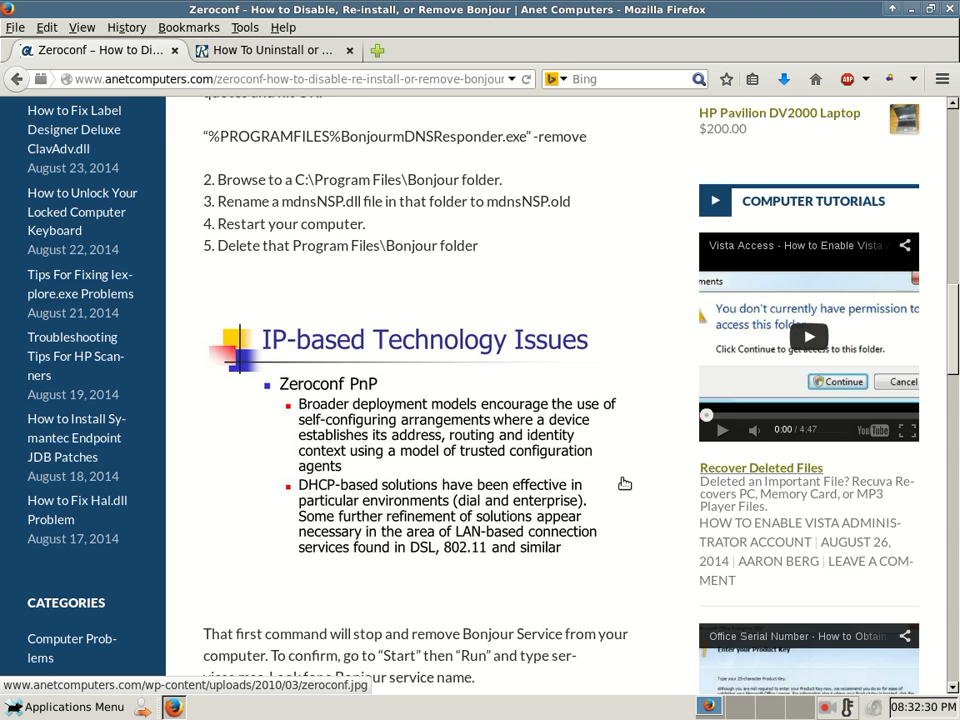 Zeroconf – How to Disable, Re-install, or Remove Bonjour | Anet Computers - Mozilla Firefox
File Edit View History Bookmarks Tools Help
Zeroconf – How to Di... × How To Uninstall or ... ×
www.anetcomputers.com/zeroconf-how-to-disable-re-install-or-remove-bonjour
Bing
ABP
How to Fix Label
Designer Deluxe
ClavAdv.dll
August 23, 2014
How to Unlock Your
Locked Computer
Keyboard
August 22, 2014
Tips For Fixing Iex-
plore.exe Problems
August 21, 2014
Troubleshooting
Tips For HP Scan-
ners
August 19, 2014
How to Install Sy-
mantec Endpoint
JDB Patches
August 18, 2014
How to Fix Hal.dll
Problem
August 17, 2014
CATEGORIES
Computer Prob-
lems
“%PROGRAMFILES%BonjourmDNSResponder.exe” -remove
2. Browse to a C:\Program Files\Bonjour folder.
3. Rename a mdnsNSP.dll file in that folder to mdnsNSP.old
4. Restart your computer.
5. Delete that Program Files\Bonjour folder
IP-based Technology Issues
Zeroconf PnP
Broader deployment models encourage the use of
self-configuring arrangements where a device
establishes its address, routing and identity
context using a model of trusted configuration
agents
DHCP-based solutions have been effective in
particular environments (dial and enterprise).
Some further refinement of solutions appear
necessary in the area of LAN-based connection
services found in DSL, 802.11 and similar
That first command will stop and remove Bonjour Service from your
computer. To confirm, go to “Start” then “Run” and type ser-
Bonjour service name.
HP Pavilion DV2000 Laptop
$200.00
COMPUTER TUTORIALS
Vista Access - How to Enable Vista
ments
You don't currently have permission to
access this folder.
Click Continue to get access to this folder.
Continue Cancel
0:00 / 4:47 YouTube
Recover Deleted Files
Deleted an Important File? Recuva Re-
covers PC, Memory Card, or MP3
Player Files.
HOW TO ENABLE VISTA ADMINIS-
TRATOR ACCOUNT | AUGUST 26,
2014 | AARON BERG | LEAVE A COM-
MENT
Office Serial Number - How to Obtain
Enter your Product Key
www.anetcomputers.com/wp-content/uploads/2010/03/zeroconf.jpg
Applications Menu
08:32:30 PM